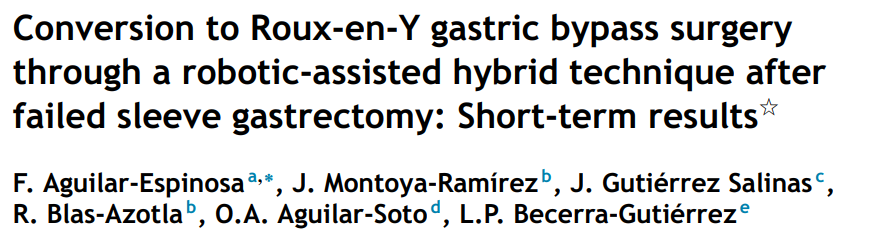 Conversion to Roux-en-Y gastric bypass surgery
through a robotic-assisted hybrid technique after
failed sleeve gastrectomy: Short-term results☆
F. Aguilar-Espinosa a,*, J. Montoya-Ramírez b, J. Gutiérrez Salinas c,
R. Blas-Azotla b, O.A. Aguilar-Soto d, L.P. Becerra-Gutiérrez e